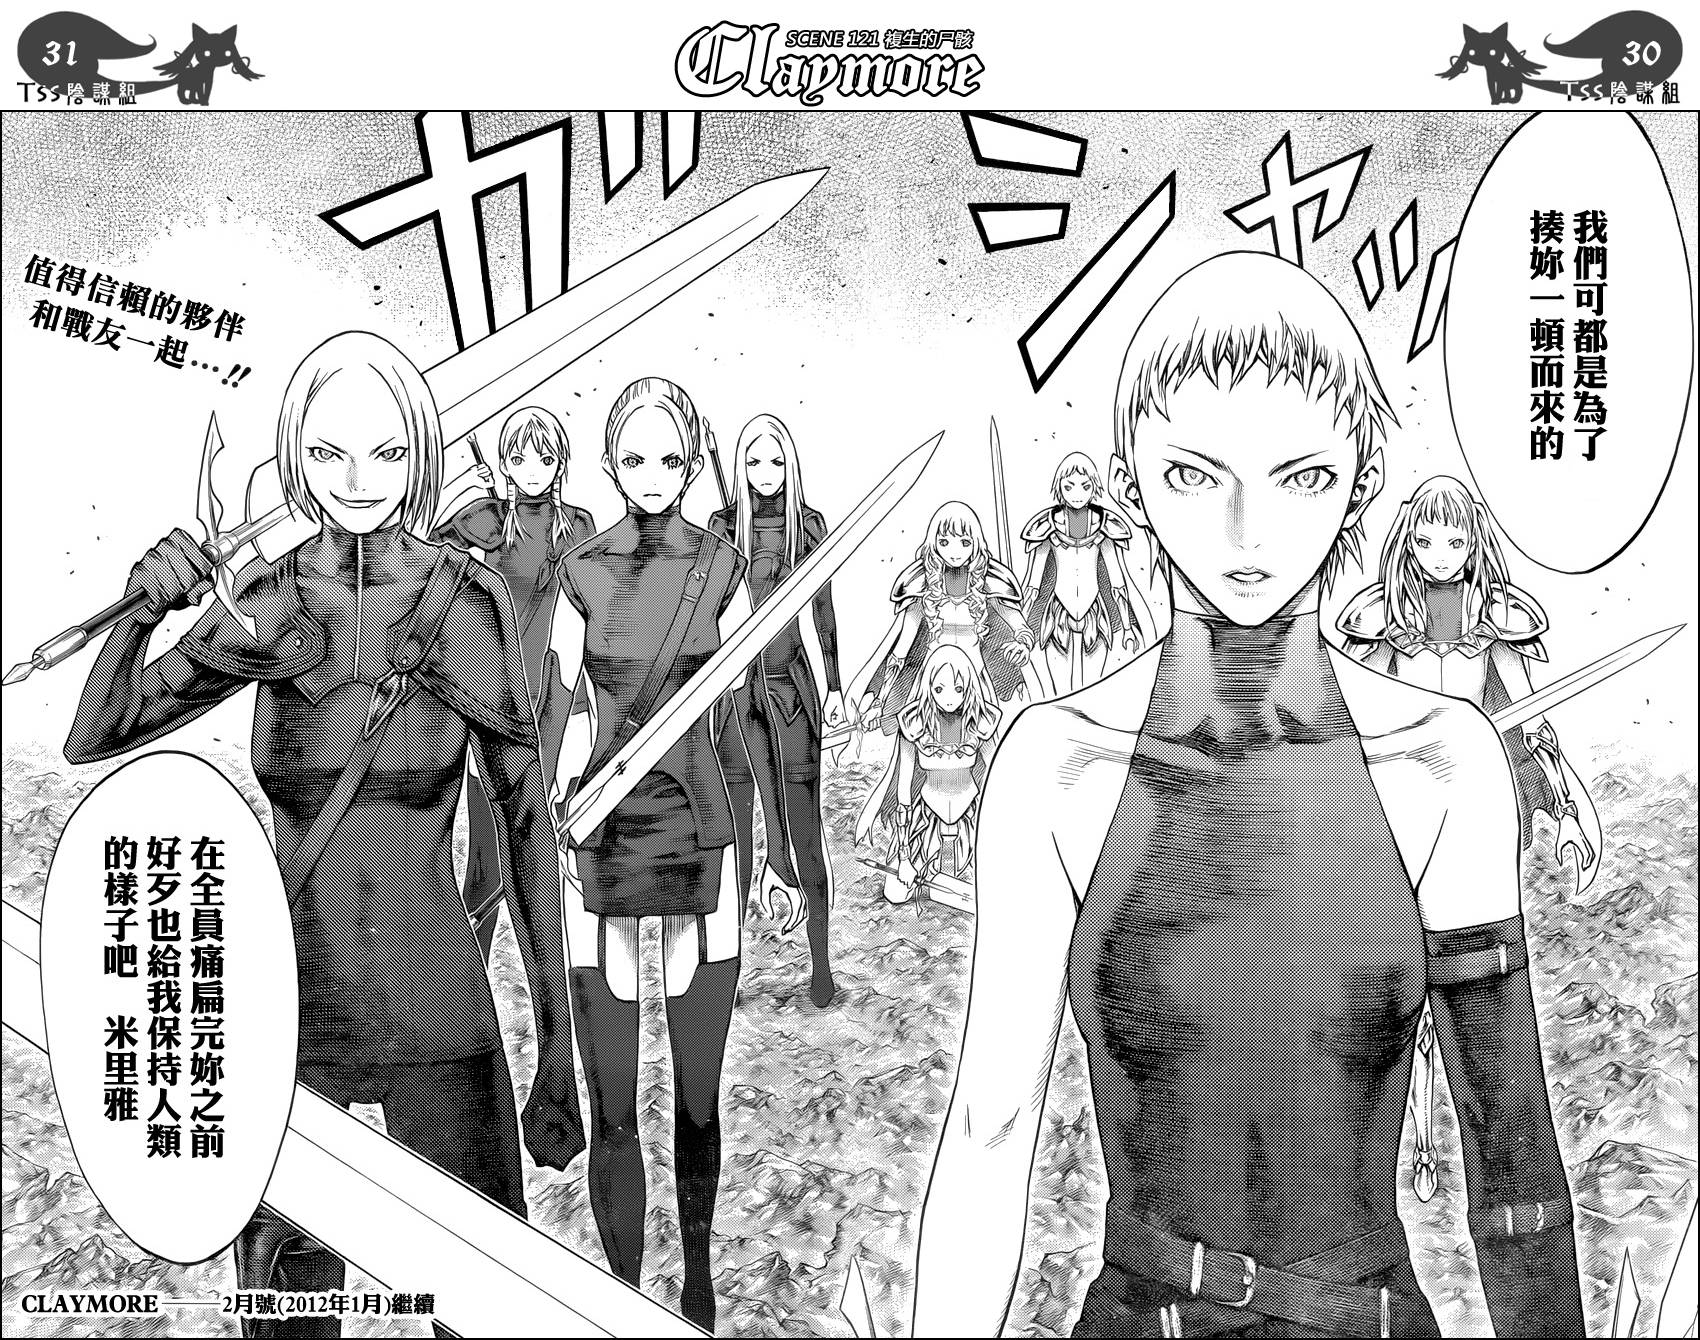 31
TSS陰謀組
SCENE 121 複生的尸骸
Claymore
30
TSS陰謀組
ガシャッ
我們可都是為了
揍妳一頓而來的
值得信賴的夥伴
和戰友一起…!!
在全員痛扁完妳之前
好歹也給我保持人類
的樣子吧 米里雅
CLAYMORE——2月號(2012年1月)繼續